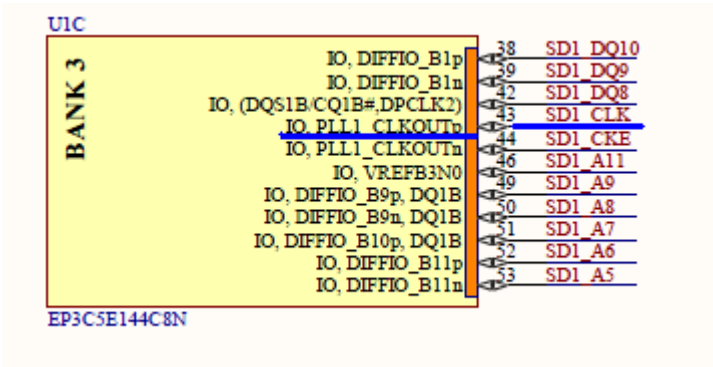 U1C
BANK 3
IO, DIFFIO_B1p 38 SD1_DQ10
IO, DIFFIO_B1n 39 SD1_DQ9
IO, (DQS1B/CQ1B#,DPCLK2) 42 SD1_DQ8
IO, PLL1_CLKOUTp 43 SD1_CLK
IO, PLL1_CLKOUTn 44 SD1_CKE
IO, VREFB3N0 46 SD1_A11
IO, DIFFIO_B9p, DQ1B 49 SD1_A9
IO, DIFFIO_B9n, DQ1B 50 SD1_A8
IO, DIFFIO_B10p, DQ1B 51 SD1_A7
IO, DIFFIO_B11p 52 SD1_A6
IO, DIFFIO_B11n 53 SD1_A5
EP3C5E144C8N